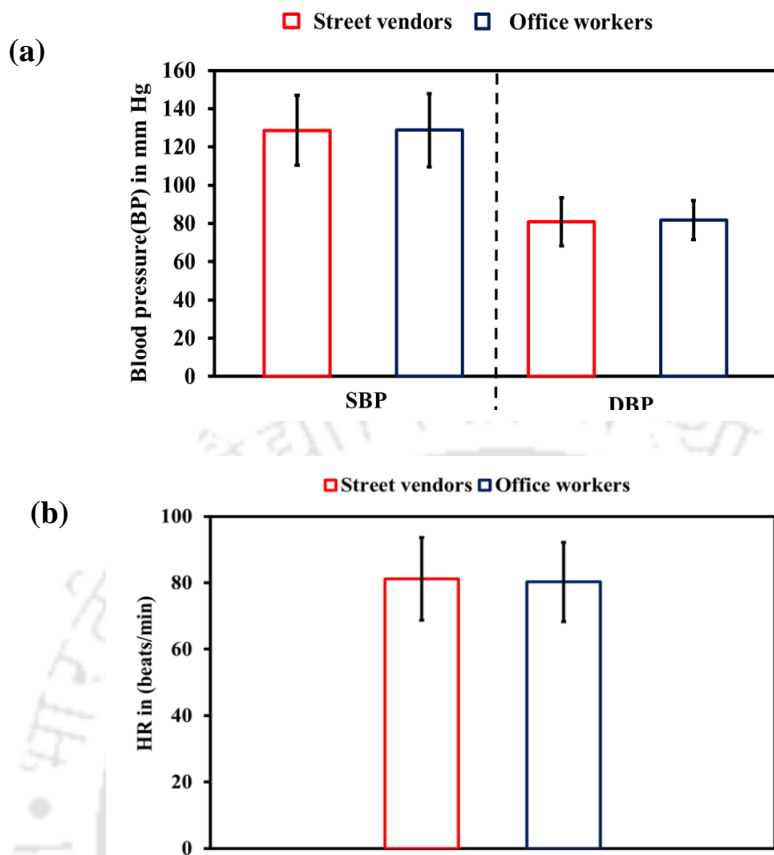 Street vendors Office workers
(a)
Blood pressure(BP) in mm Hg
160
140
120
100
80
60
40
20
0
SBP DBP
Street vendors Office workers
(b)
HR in (beats/min)
100
80
60
40
20
0